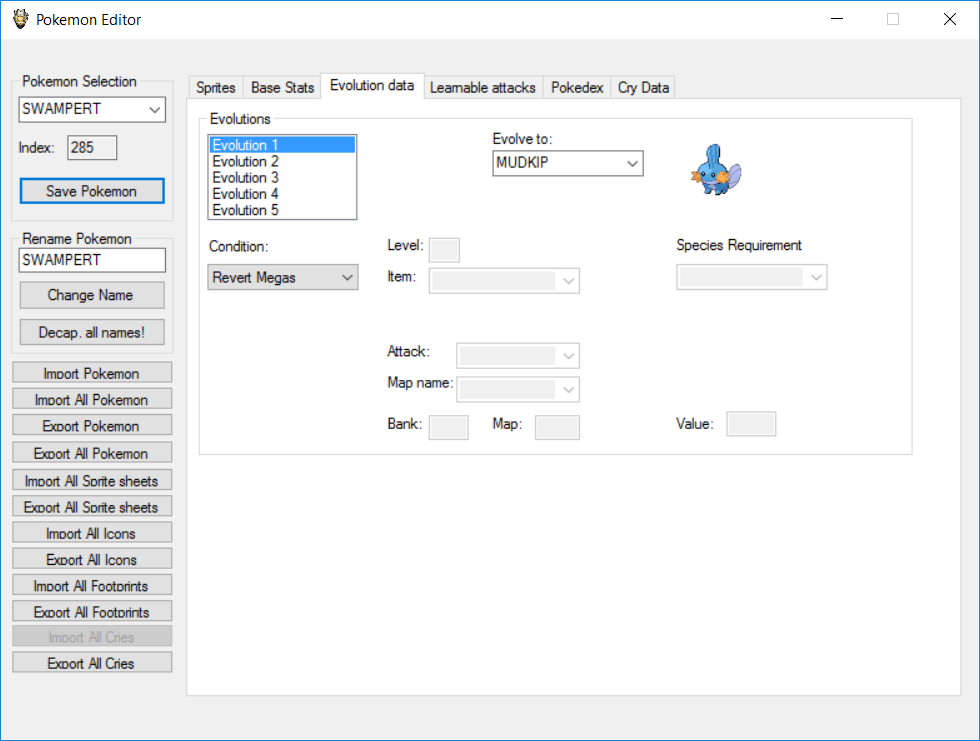 Pokemon Editor
Pokemon Selection
SWAMPERT
Index: 285
Save Pokemon
Rename Pokemon
SWAMPERT
Change Name
Decap. all names!
Import Pokemon
Import All Pokemon
Export Pokemon
Export All Pokemon
Import All Sprite sheets
Export All Sprite sheets
Import All Icons
Export All Icons
Import All Footprints
Export All Footprints
Import All Cries
Export All Cries
Sprites Base Stats Evolution data Learnable attacks Pokedex Cry Data
Evolutions
Evolution 1
Evolution 2
Evolution 3
Evolution 4
Evolution 5
Evolve to:
MUDKIP
Condition:
Revert Megas
Level:
Item:
Species Requirement
Attack:
Map name:
Bank: Map: Value: